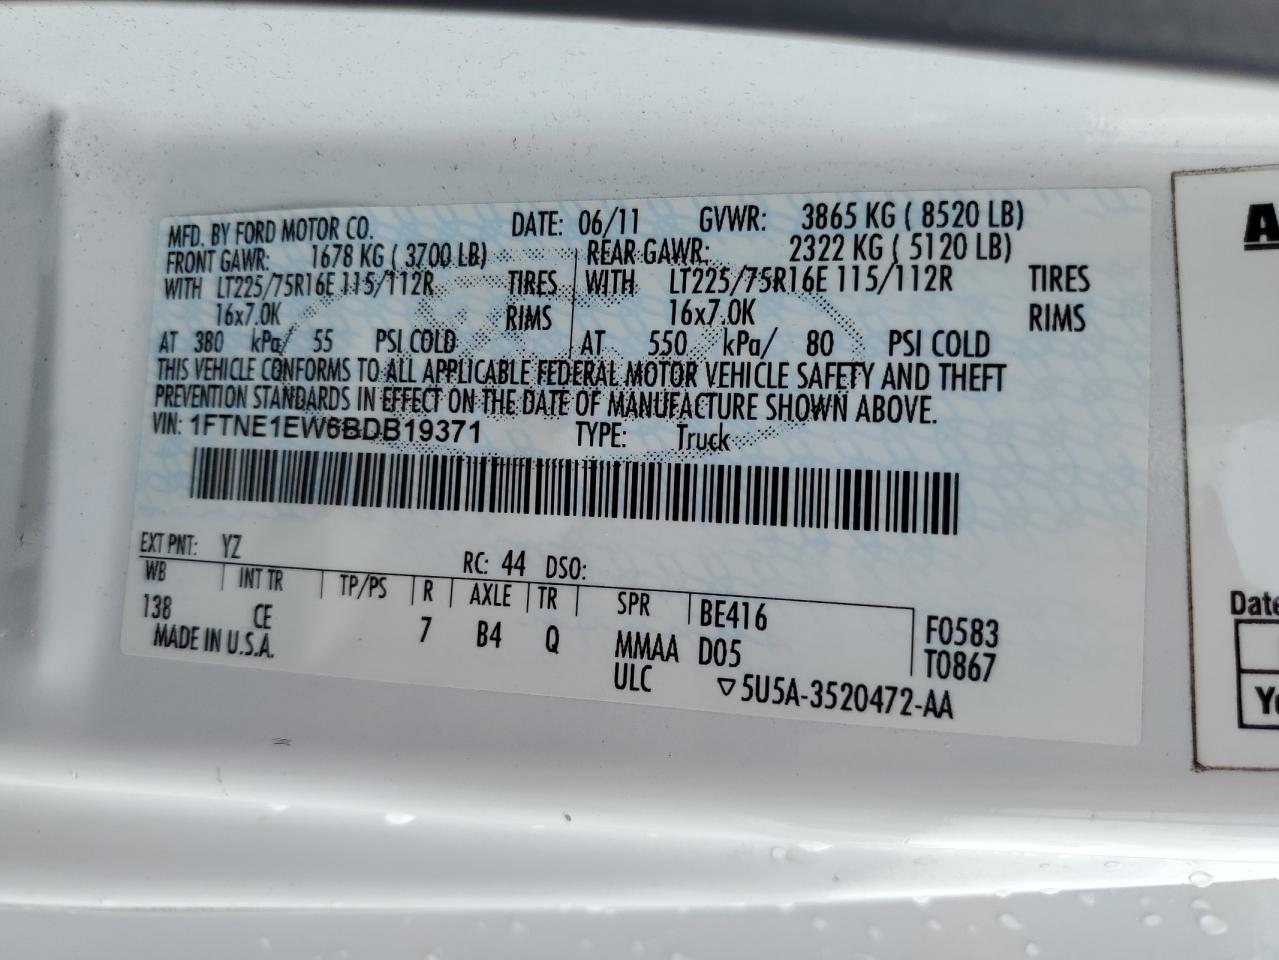 MFD. BY FORD MOTOR CO. DATE: 06/11 GVWR: 3865 KG ( 8520 LB)
FRONT GAWR: 1678 KG ( 3700 LB) REAR GAWR: 2322 KG ( 5120 LB)
WITH LT225/75R16E 115/112R TIRES WITH LT225/75R16E 115/112R TIRES
16x7.0K RIMS 16x7.0K RIMS
AT 380 kPa/ 55 PSI COLD AT 550 kPa/ 80 PSI COLD
THIS VEHICLE CONFORMS TO ALL APPLICABLE FEDERAL MOTOR VEHICLE SAFETY AND THEFT
PREVENTION STANDARDS IN EFFECT ON THE DATE OF MANUFACTURE SHOWN ABOVE.
VIN: 1FTNE1EW6BDB19371 TYPE: Truck
EXT PNT: YZ RC: 44 DSO:
WB INT TR TP/PS R AXLE TR SPR BE416 F0583
138 CE 7 B4 Q MMAA D05 T0867
MADE IN U.S.A. ULC ▽5U5A-3520472-AA
Date